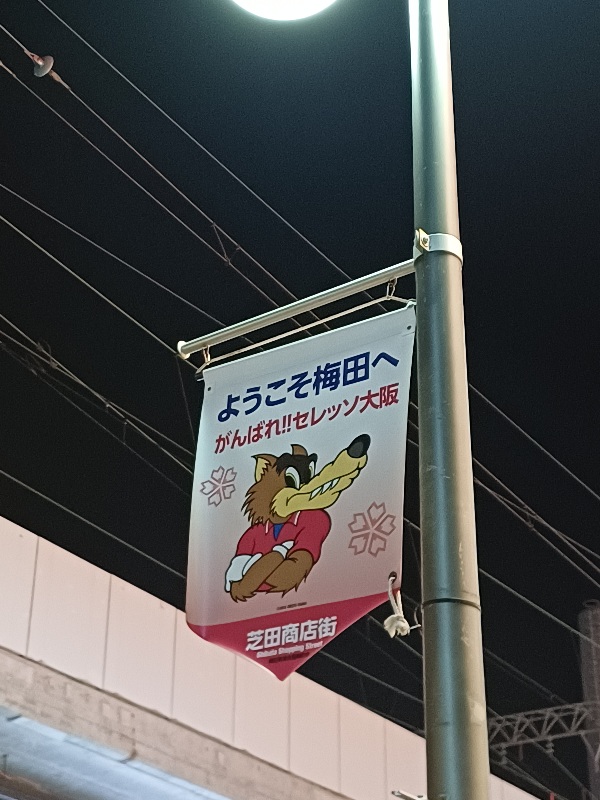 ようこそ梅田へ
がんばれ!!セレッソ大阪
芝田商店街
Shibata Shopping Street